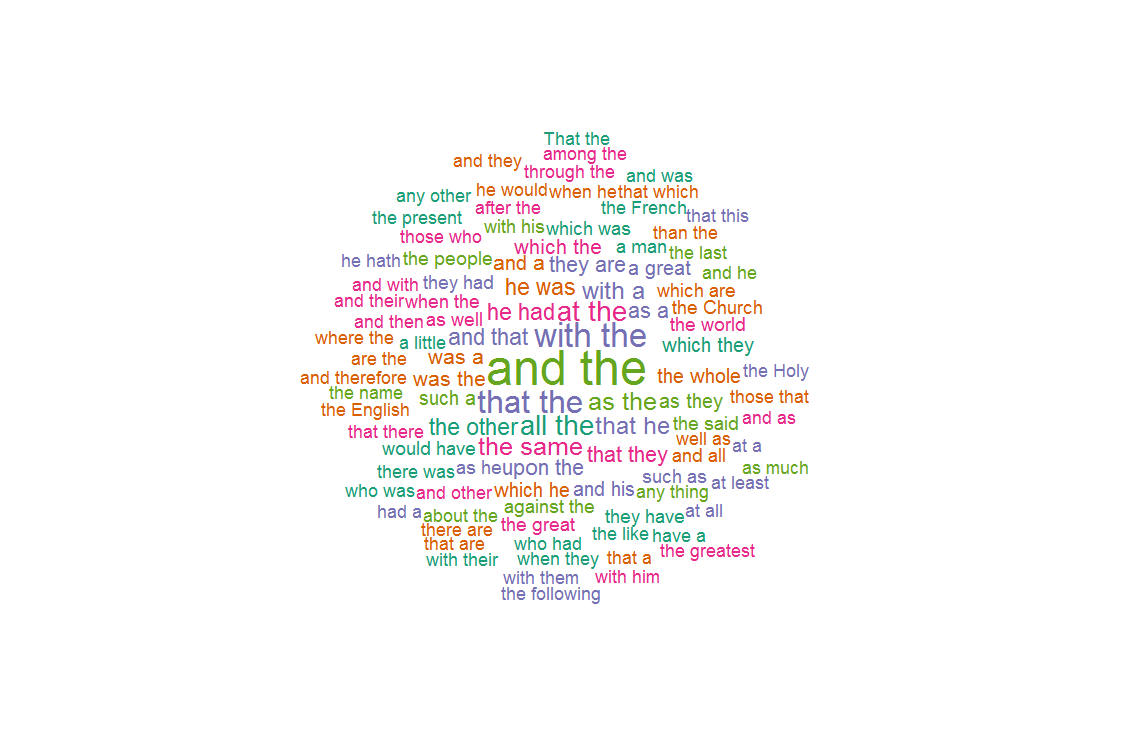 That the
among the
and they
through the
and was
he would when he that which
any other
after the
the French
that this
the present
with his which was
than the
those who
which the
a man
the last
he hath the people and a they are a great
and he
and with they had
he was with a
which are
and their when the
he had at the as a the Church
and then as well
the world
where the
a little and that with the
which they
are the
was a
and the
and therefore was the
the whole the Holy
the name
such a that the as the as they those that
the English
that there
the other all the that he the said and as
would have the same that they
well as
at a
and all
there was as he upon the
as much
such as
who was and other which he and his any thing
at least
had a
about the
against the
they have at all
there are
the great
the like have a
that are
who had
the greatest
with their
when they
that a
with them
with him
the following